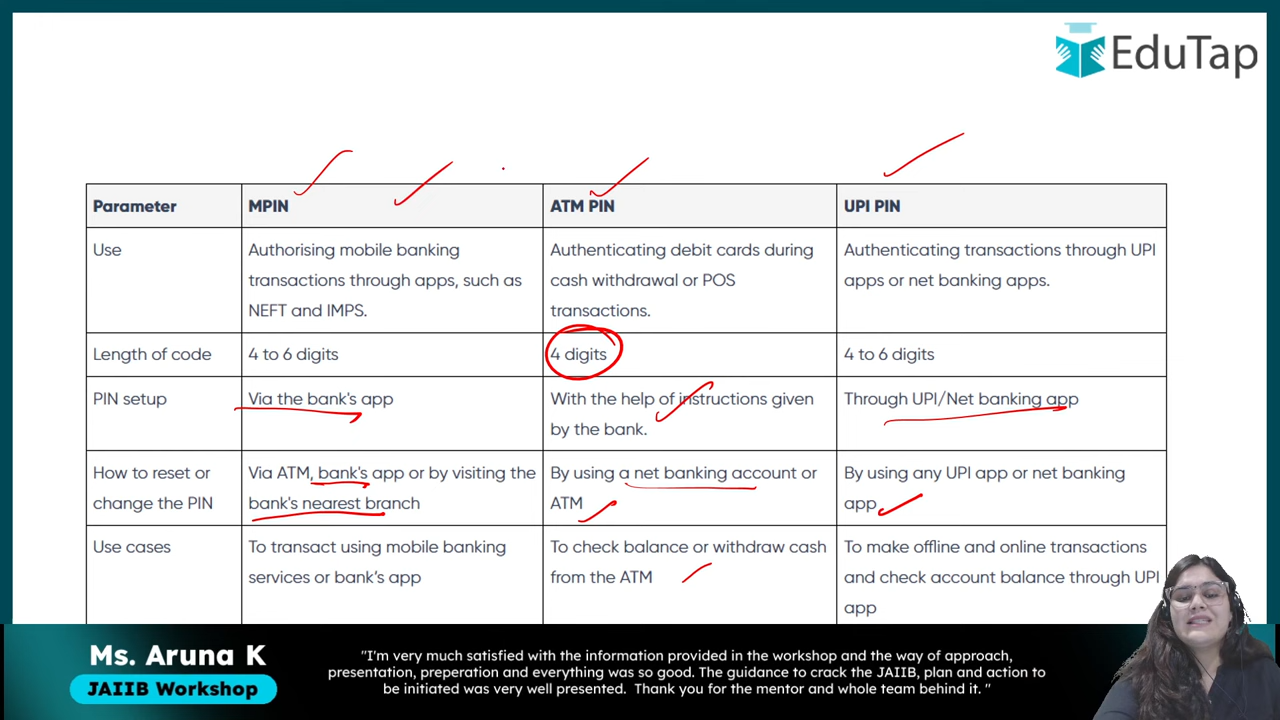 EduTap
Parameter
MPIN
ATM PIN
UPI PIN
Use
Authorising mobile banking
transactions through apps, such as
NEFT and IMPS.
Authenticating debit cards during
cash withdrawal or POS
transactions.
Authenticating transactions through UPI
apps or net banking apps.
Length of code
4 to 6 digits
4 digits
4 to 6 digits
PIN setup
Via the bank's app
With the help of instructions given
by the bank.
Through UPI/Net banking app
How to reset or
change the PIN
Via ATM, bank's app or by visiting the
bank's nearest branch
By using a net banking account or
ATM
By using any UPI app or net banking
app
Use cases
To transact using mobile banking
services or bank's app
To check balance or withdraw cash
from the ATM
To make offline and online transactions
and check account balance through UPI
app
Ms. Aruna K
JAIIB Workshop
"I'm very much satisfied with the information provided in the workshop and the way of approach,
presentation, preperation and everything was so good. The guidance to crack the JAIIB, plan and action to
be initiated was very well presented. Thank you for the mentor and whole team behind it. "